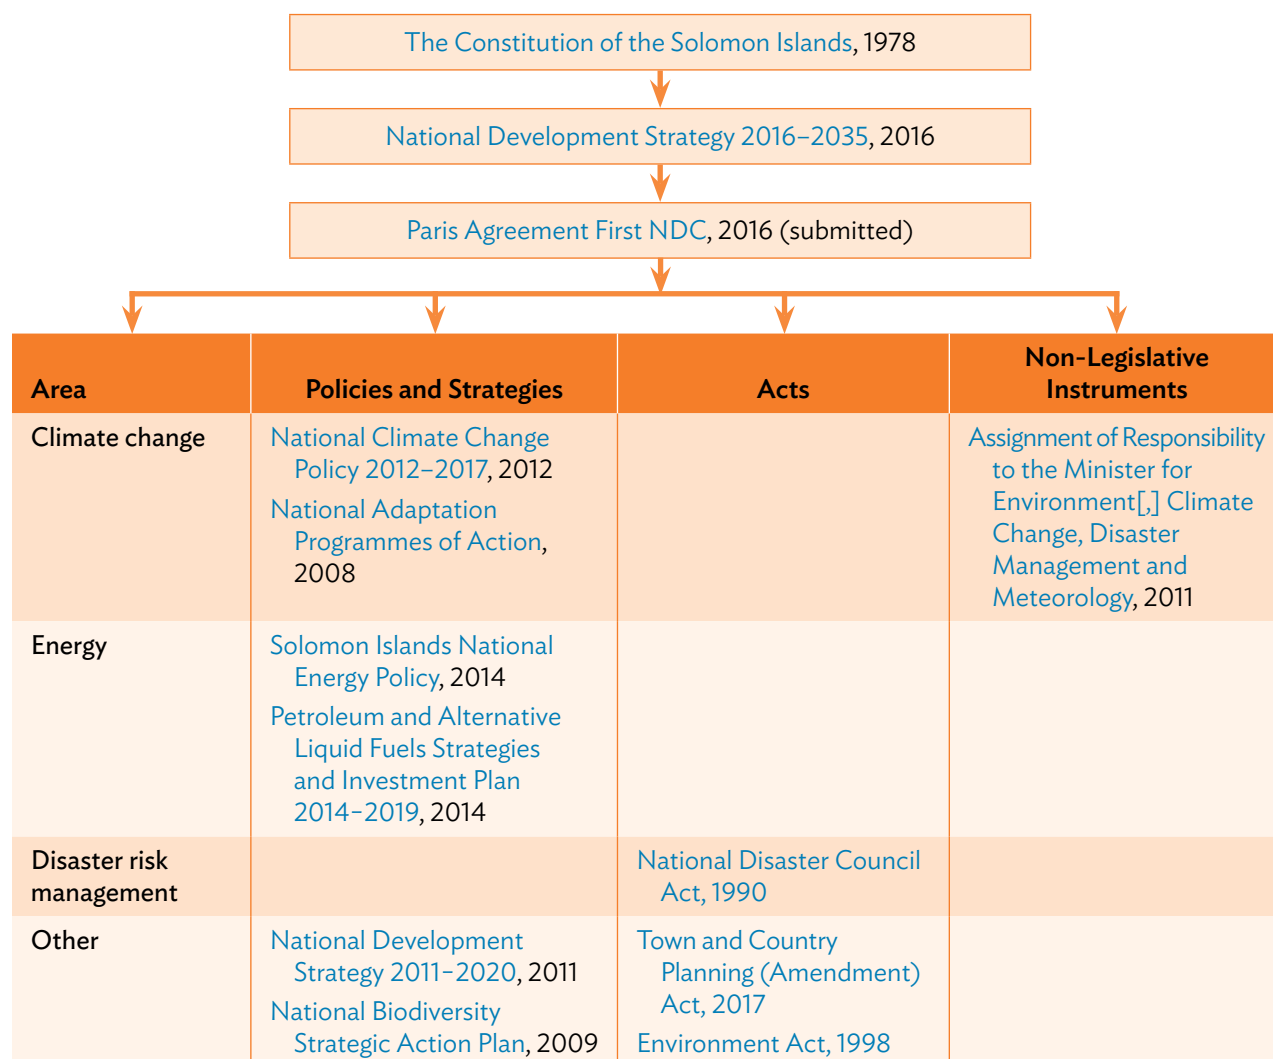 The Constitution of the Solomon Islands, 1978
National Development Strategy 2016–2035, 2016
Paris Agreement First NDC, 2016 (submitted)
Area
Policies and Strategies
Acts
Non-Legislative
Instruments
Climate change
National Climate Change
Policy 2012–2017, 2012
National Adaptation
Programmes of Action,
2008
Assignment of Responsibility
to the Minister for
Environment[,] Climate
Change, Disaster
Management and
Meteorology, 2011
Energy
Solomon Islands National
Energy Policy, 2014
Petroleum and Alternative
Liquid Fuels Strategies
and Investment Plan
2014–2019, 2014
Disaster risk
management
National Disaster Council
Act, 1990
Other
National Development
Strategy 2011–2020, 2011
National Biodiversity
Strategic Action Plan, 2009
Town and Country
Planning (Amendment)
Act, 2017
Environment Act, 1998